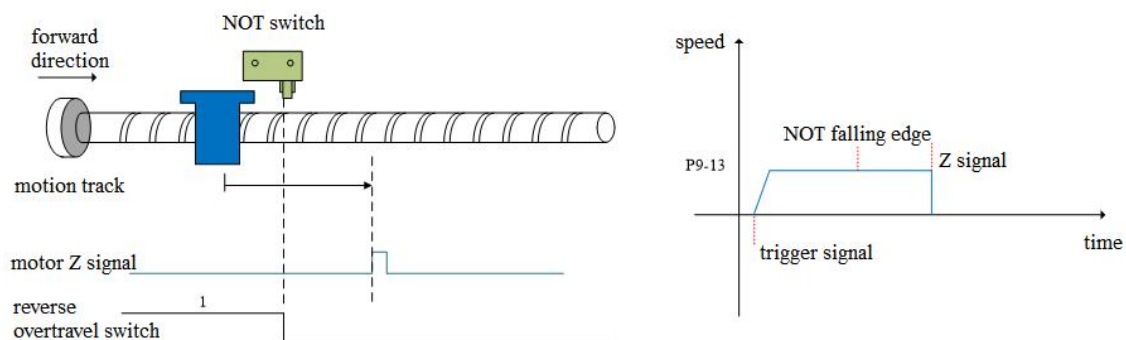 NOT switch
forward
direction
motion track
motor Z signal
1
reverse
overtravel switch
speed
NOT falling edge
P9-13
Z signal
trigger signal
time